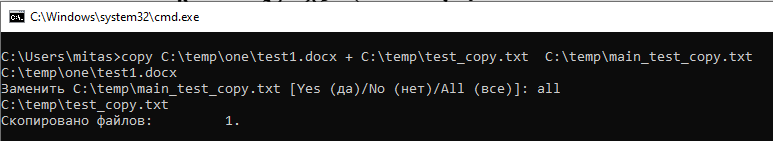 C:\Windows\system32\cmd.exe
C:\Users\mitas>copy C:\temp\one\test1.docx + C:\temp\test_copy.txt  C:\temp\main_test_copy.txt
C:\temp\one\test1.docx
Заменить C:\temp\main_test_copy.txt [Yes (да)/No (нет)/All (все)]: all
C:\temp\test_copy.txt
Скопировано файлов:         1.